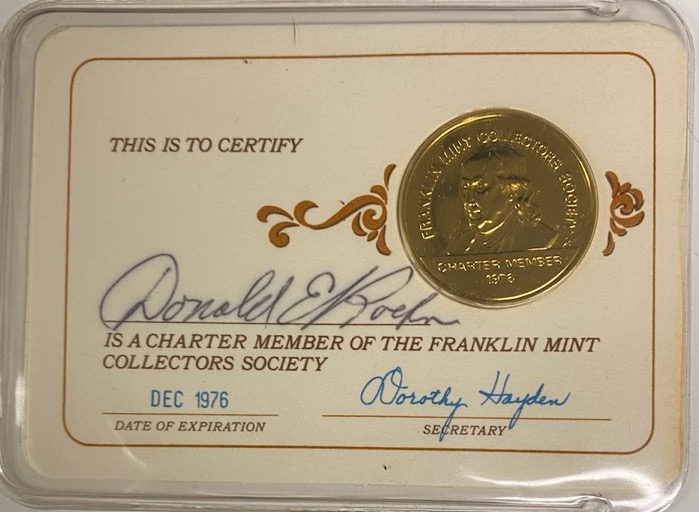 THIS IS TO CERTIFY
FRANKLIN MINT COLLECTORS SOCIETY
CHARTER MEMBER
1976
Donald E Roehn
IS A CHARTER MEMBER OF THE FRANKLIN MINT
COLLECTORS SOCIETY
DEC 1976
Dorothy Hayden
DATE OF EXPIRATION
SECRETARY